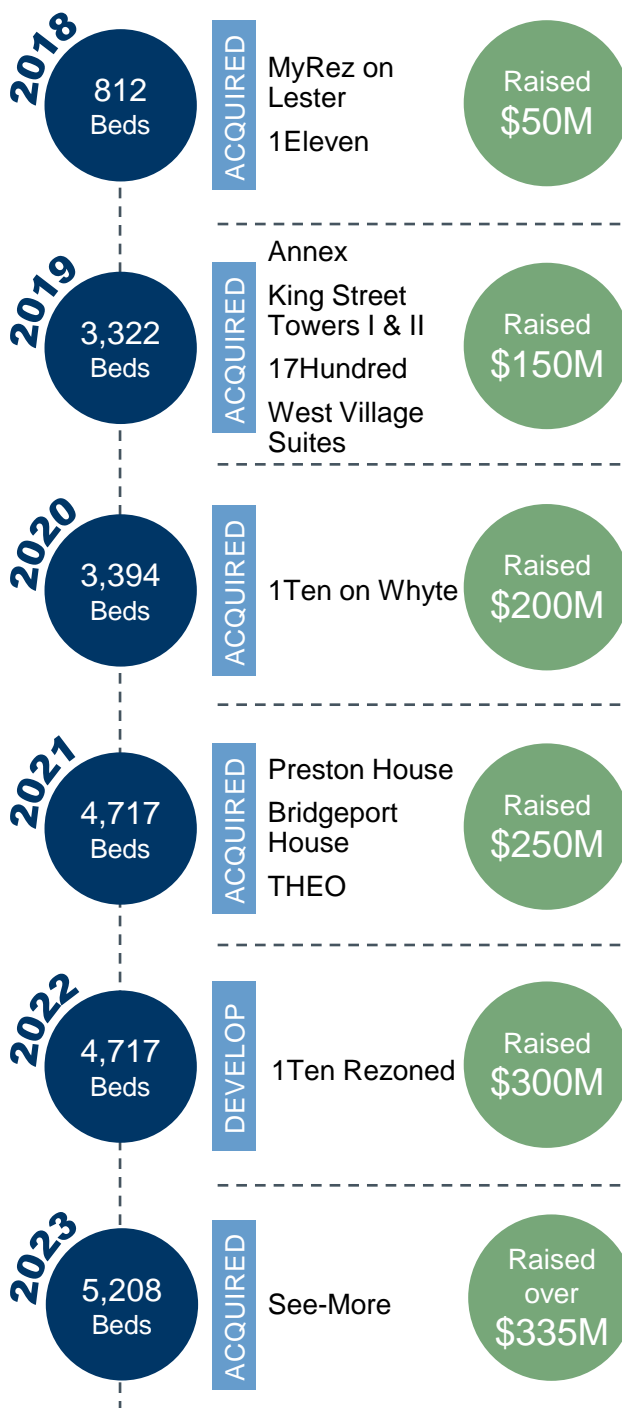 2018
812
Beds
ACQUIRED
MyRez on
Lester
1Eleven
Raised
$50M
2019
3,322
Beds
ACQUIRED
Annex
King Street
Towers I & II
17Hundred
West Village
Suites
Raised
$150M
2020
3,394
Beds
ACQUIRED
1Ten on Whyte
Raised
$200M
2021
4,717
Beds
ACQUIRED
Preston House
Bridgeport
House
THEO
Raised
$250M
2022
4,717
Beds
DEVELOP
1Ten Rezoned
Raised
$300M
2023
5,208
Beds
ACQUIRED
See-More
Raised
over
$335M